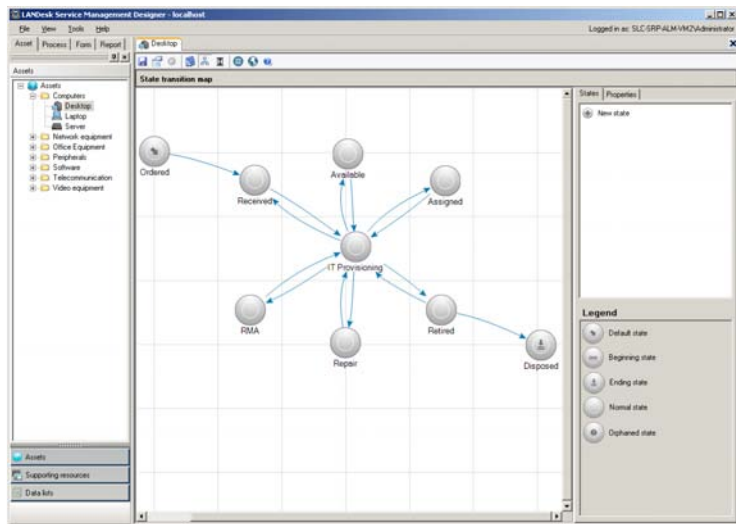 LANDesk Service Management Designer - localhost
File View Tools Help
Logged in as: SLC-SRP-ALM-VM2\Administrator
Asset Process Form Report
Desktop
Assets
State transition map
Assets
Computers
Desktop
Laptop
Server
Network equipment
Office Equipment
Peripherals
Software
Telecommunication
Video equipment
Ordered
Received
Available
Assigned
IT Provisioning
RMA
Repair
Retired
Disposed
States Properties
New state
Legend
Default state
Beginning state
Ending state
Normal state
Orphaned state
Assets
Supporting resources
Data lists